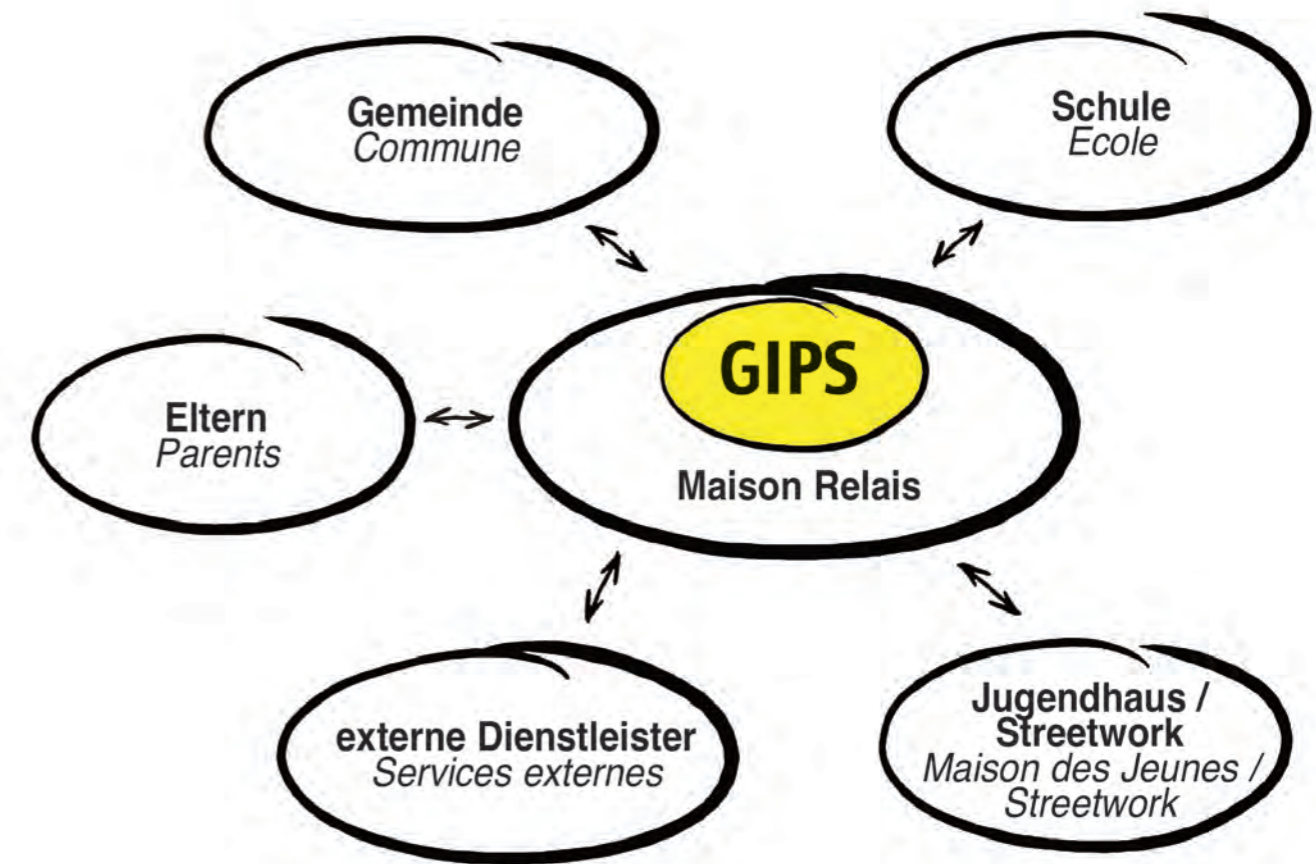 Gemeinde
Commune
Schule
Ecole
GIPS
Maison Relais
Eltern
Parents
externe Dienstleister
Services externes
Jugendhaus /
Streetwork
Maison des Jeunes /
Streetwork